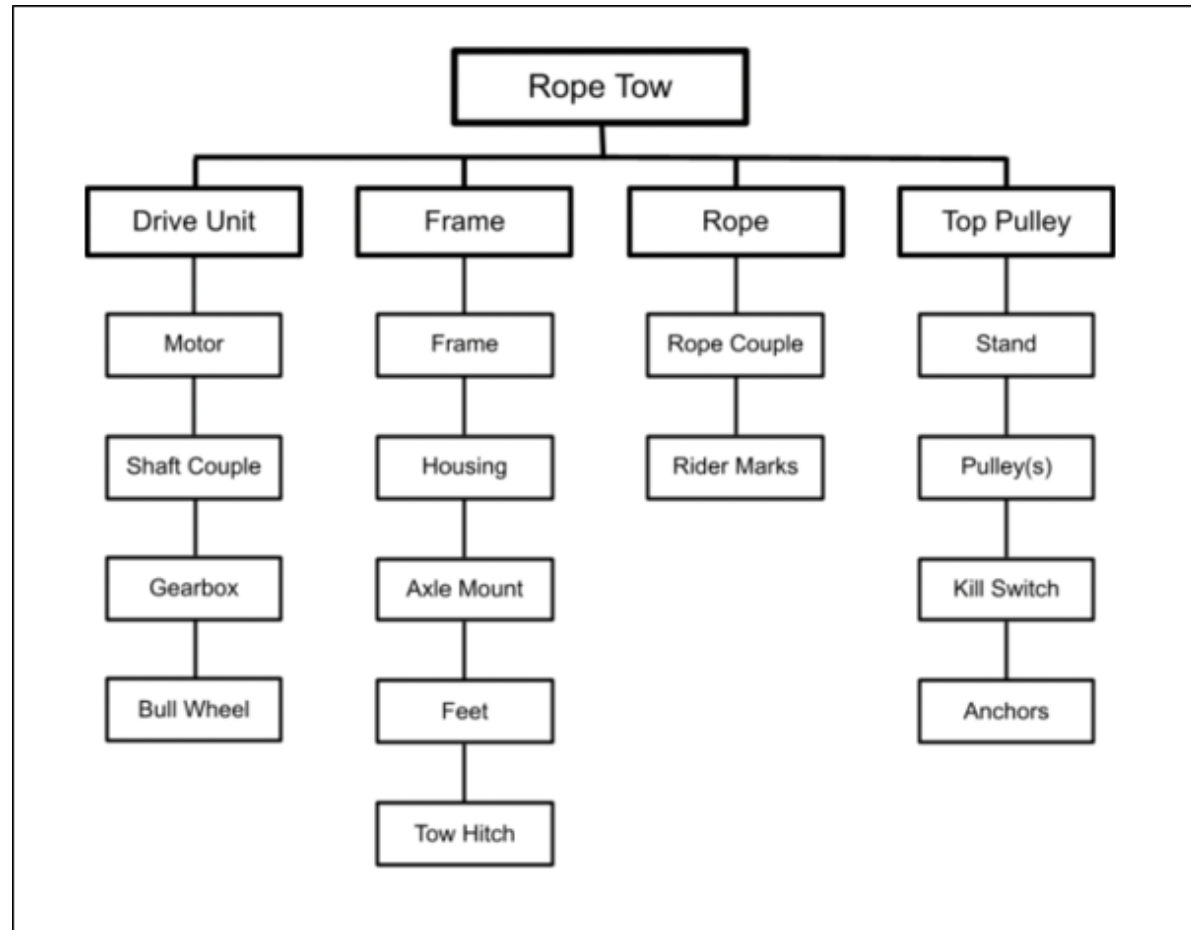 Rope Tow
Drive Unit
Frame
Rope
Top Pulley
Motor
Frame
Rope Couple
Stand
Shaft Couple
Housing
Rider Marks
Pulley(s)
Gearbox
Axle Mount
Kill Switch
Bull Wheel
Feet
Anchors
Tow Hitch